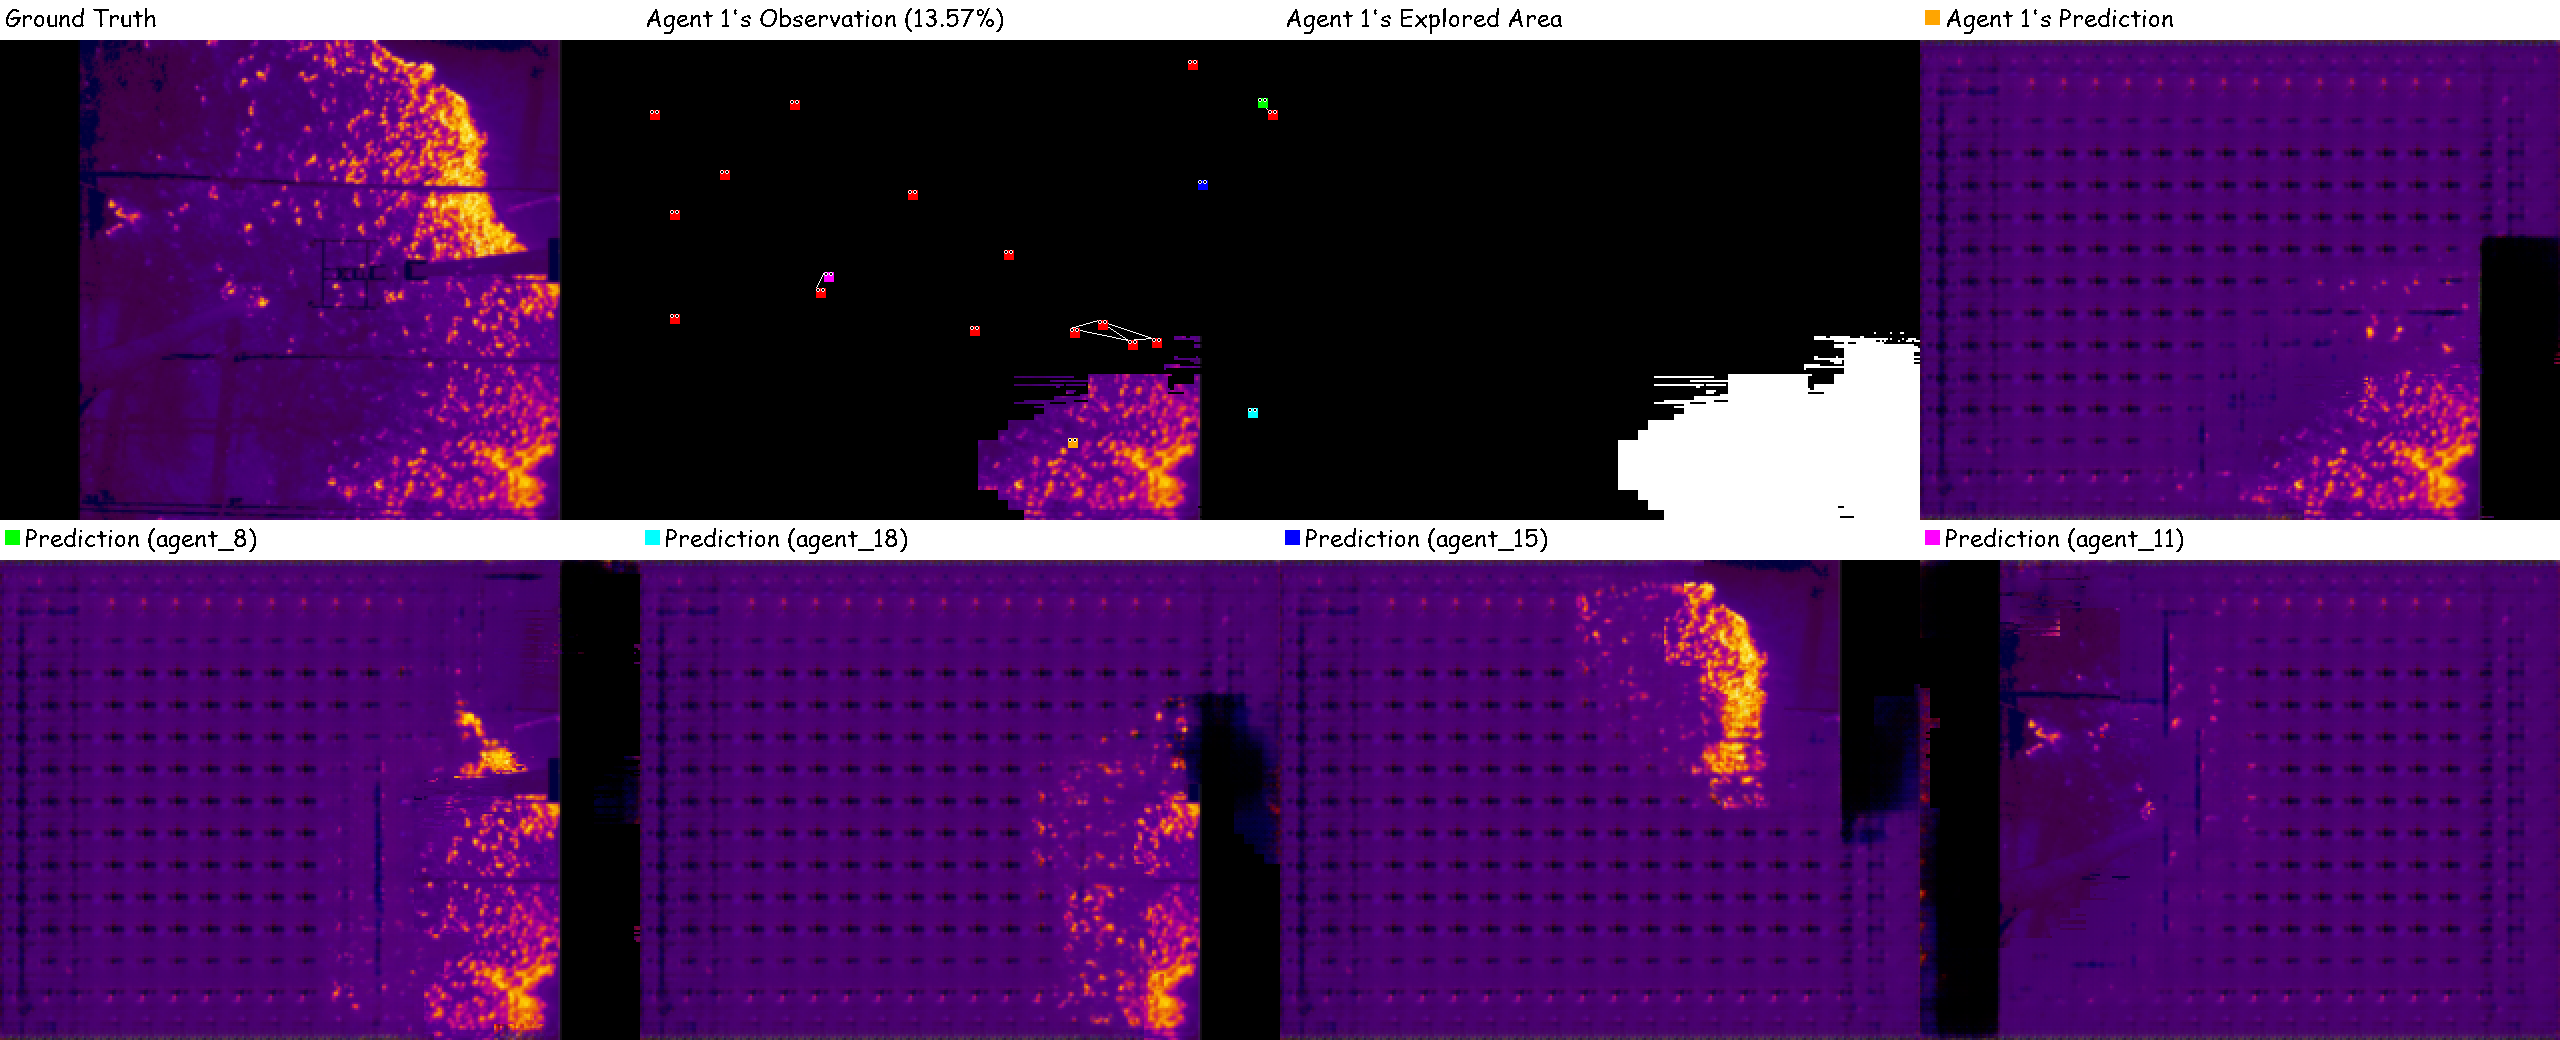 Ground Truth
Agent 1's Observation (13.57%)
Agent 1's Explored Area
Agent 1's Prediction
Prediction (agent_8)
Prediction (agent_18)
Prediction (agent_15)
Prediction (agent_11)